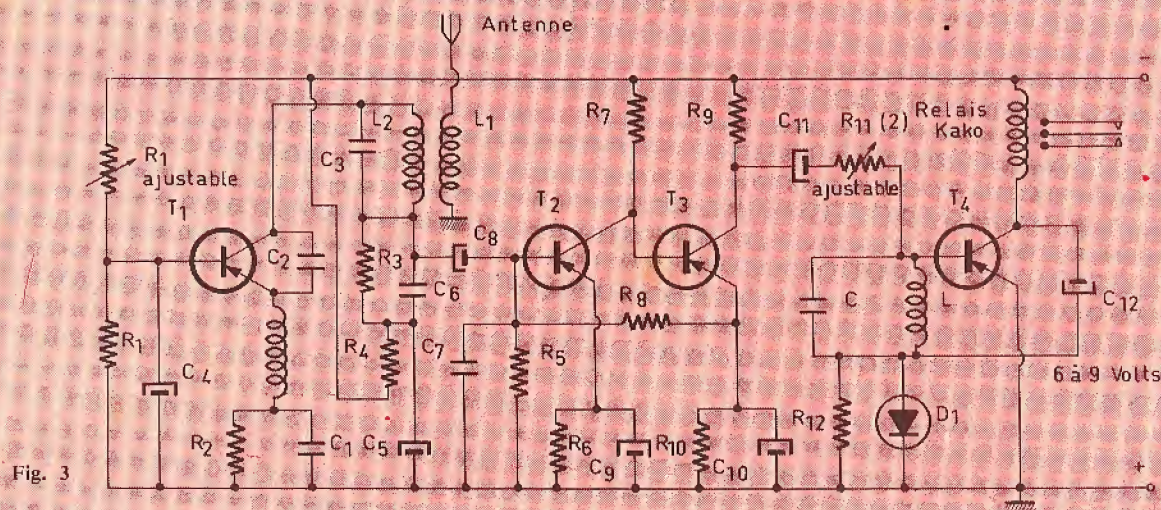 Antenne
-
R1
ajustable
T1
C2
C3
L2
L1
R3
C6
C8
T2
R7
T3
R9
C11
R11 (2)
ajustable
Relais
Kako
T4
R1
C4
R2
C1
R4
C5
C7
R5
R8
R6
C9
R10
C10
C
L
R12
D1
C12
6 à 9 Volts
+
Fig. 3